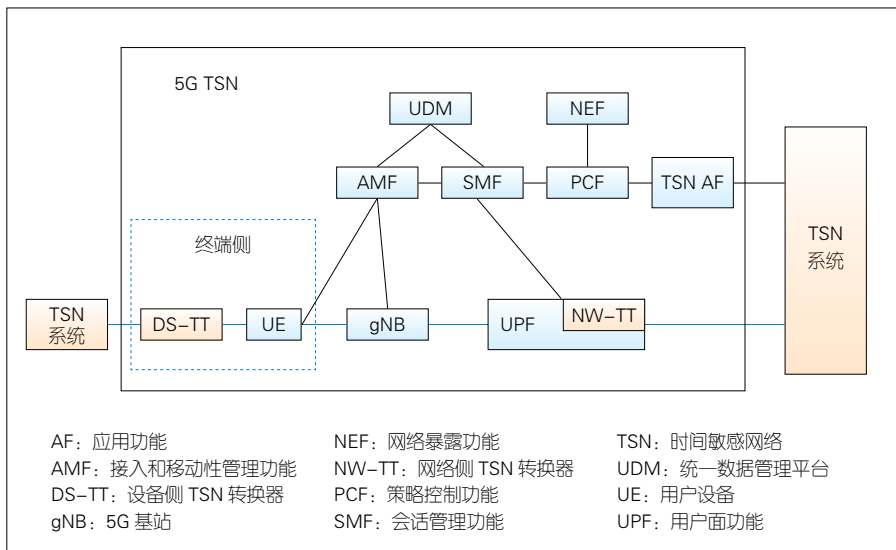 5G TSN
UDM
NEF
AMF
SMF
PCF
TSN AF
终端侧
TSN
系统
TSN
系统
DS-TT
UE
gNB
UPF
NW-TT
AF：应用功能
AMF：接入和移动性管理功能
DS-TT：设备侧 TSN 转换器
gNB：5G 基站
NEF：网络暴露功能
NW-TT：网络侧 TSN 转换器
PCF：策略控制功能
SMF：会话管理功能
TSN：时间敏感网络
UDM：统一数据管理平台
UE：用户设备
UPF：用户面功能